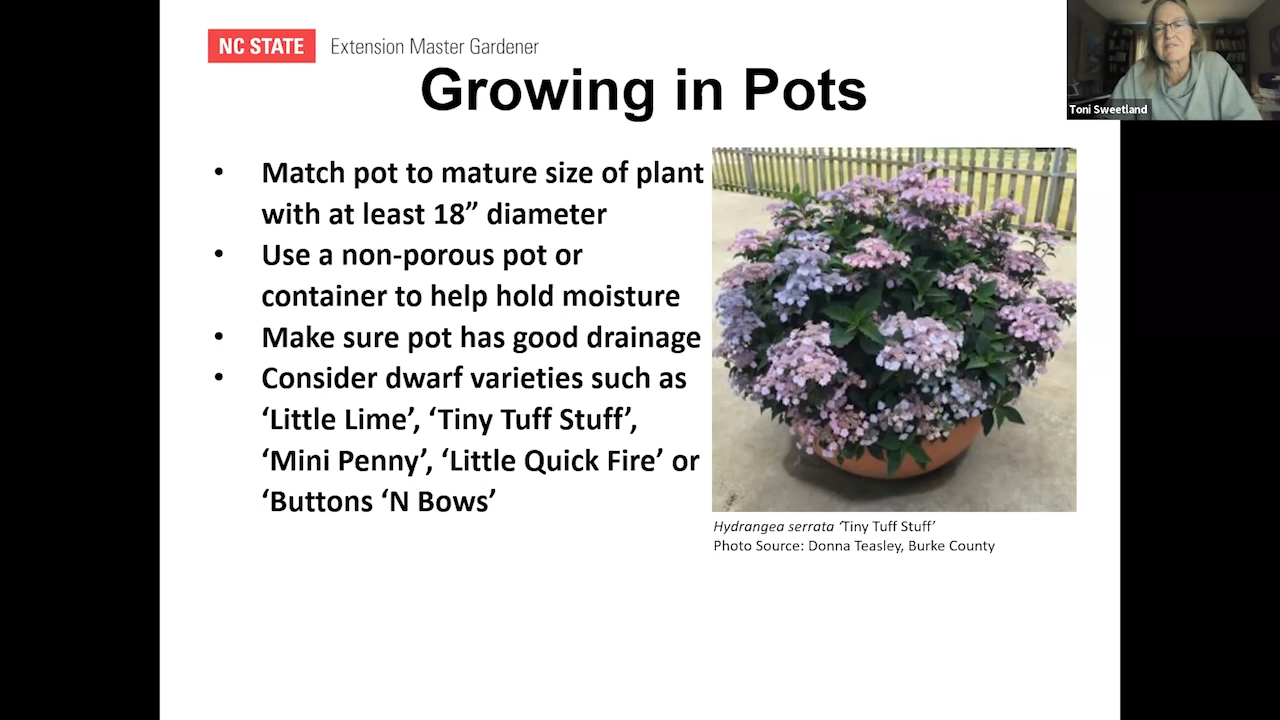 NC STATE Extension Master Gardener
Growing in Pots
Toni Sweetland
• Match pot to mature size of plant
with at least 18” diameter
• Use a non-porous pot or
container to help hold moisture
• Make sure pot has good drainage
• Consider dwarf varieties such as
‘Little Lime’, ‘Tiny Tuff Stuff’,
‘Mini Penny’, ‘Little Quick Fire’ or
‘Buttons ‘N Bows’
Hydrangea serrata ‘Tiny Tuff Stuff’
Photo Source: Donna Teasley, Burke County